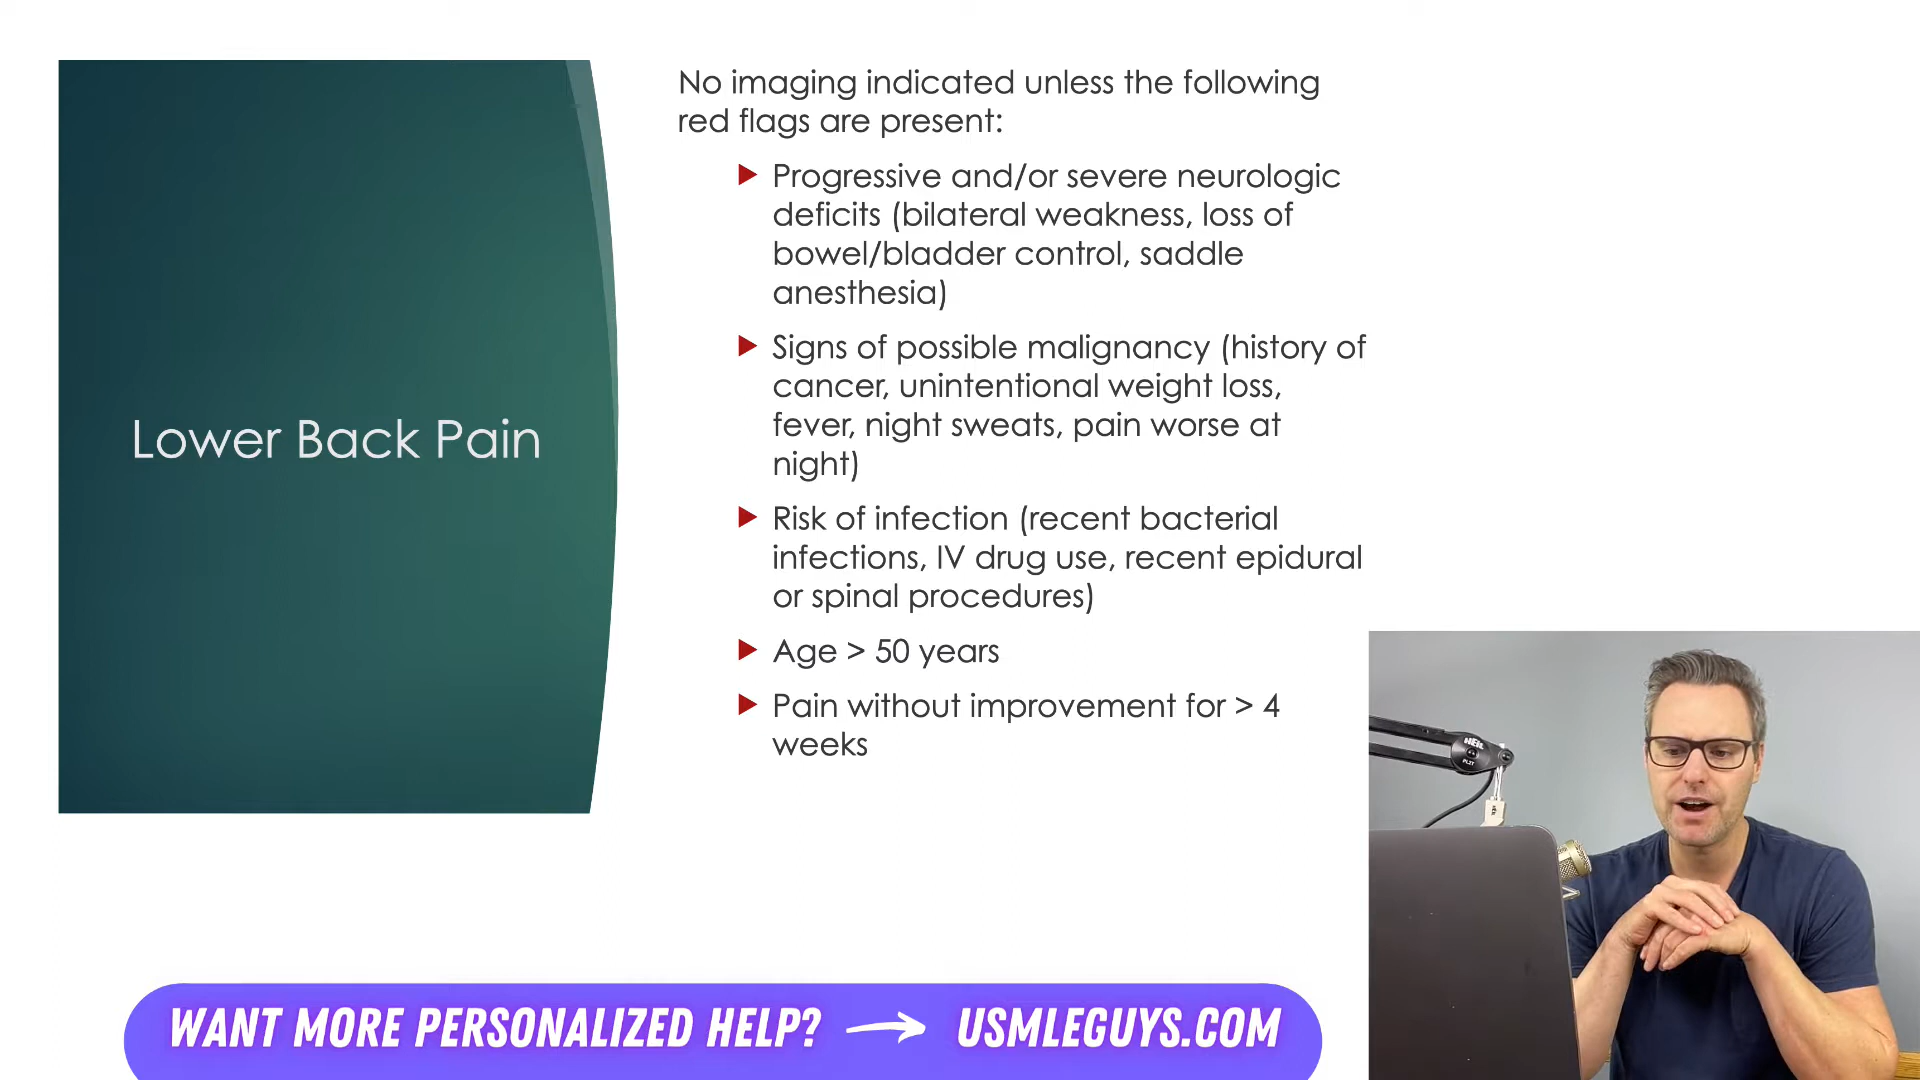 Lower Back Pain
No imaging indicated unless the following
red flags are present:
Progressive and/or severe neurologic
deficits (bilateral weakness, loss of
bowel/bladder control, saddle
anesthesia)
Signs of possible malignancy (history of
cancer, unintentional weight loss,
fever, night sweats, pain worse at
night)
Risk of infection (recent bacterial
infections, IV drug use, recent epidural
or spinal procedures)
Age > 50 years
Pain without improvement for > 4
weeks
HEIL
PL2T
WANT MORE PERSONALIZED HELP? → USMLEGUYS.COM